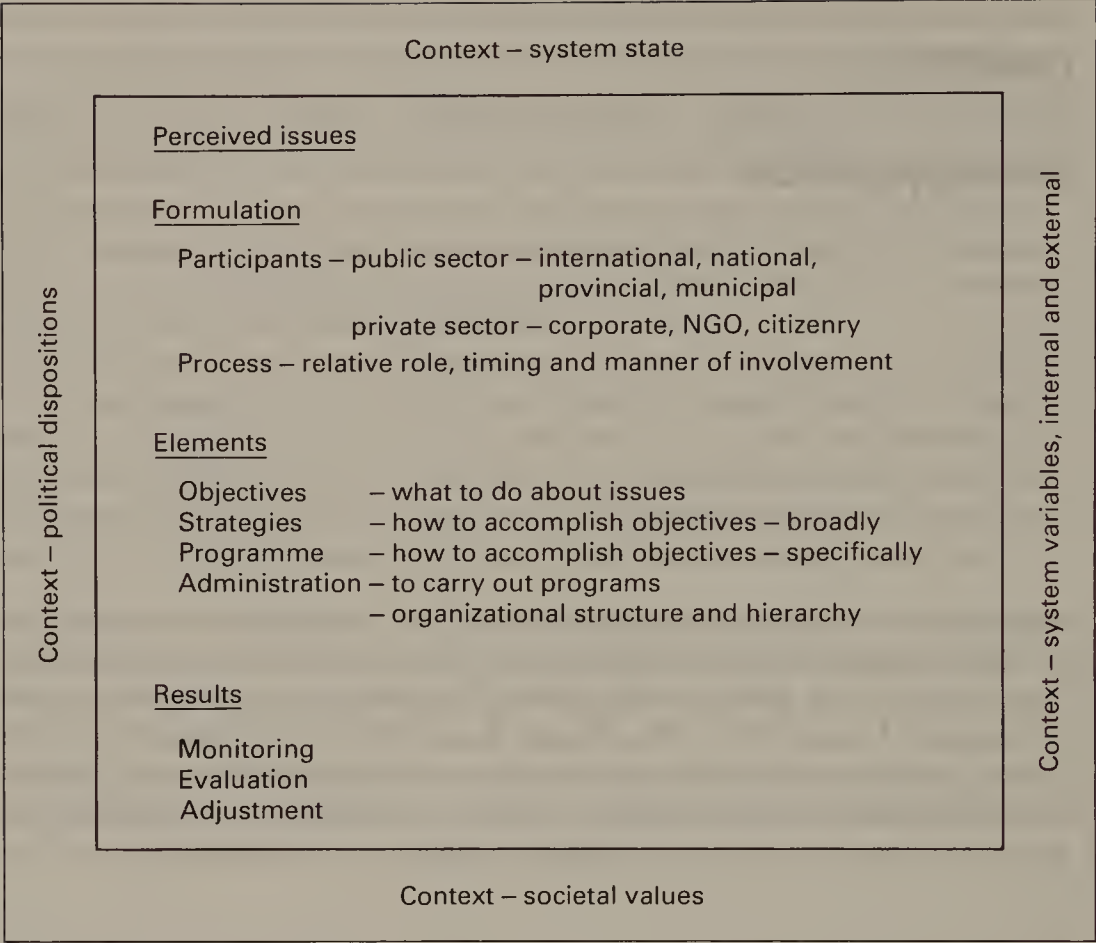 Context – system state
Perceived issues
Formulation
Participants – public sector – international, national,
provincial, municipal
private sector – corporate, NGO, citizenry
Process – relative role, timing and manner of involvement
Elements
Objectives – what to do about issues
Strategies – how to accomplish objectives – broadly
Programme – how to accomplish objectives – specifically
Administration – to carry out programs
– organizational structure and hierarchy
Results
Monitoring
Evaluation
Adjustment
Context – political dispositions
Context – system variables, internal and external
Context – societal values